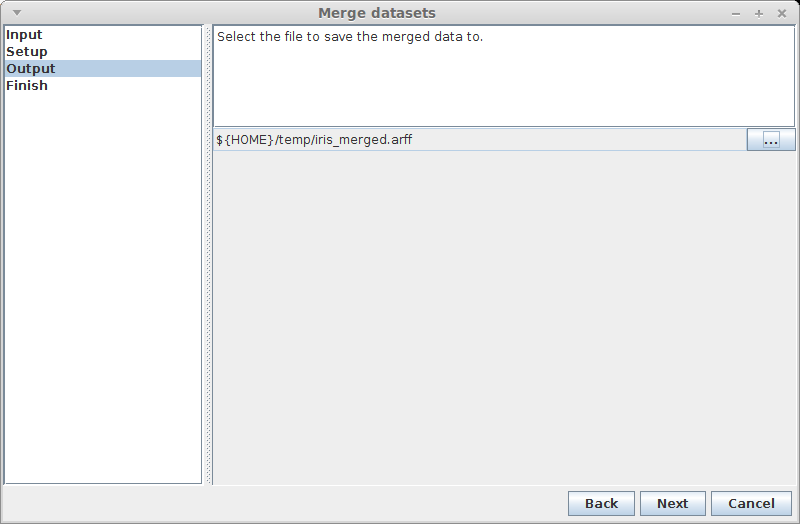 Merge datasets
Input
Setup
Output
Finish
Select the file to save the merged data to.
${HOME}/temp/iris_merged.arff
...
Back
Next
Cancel